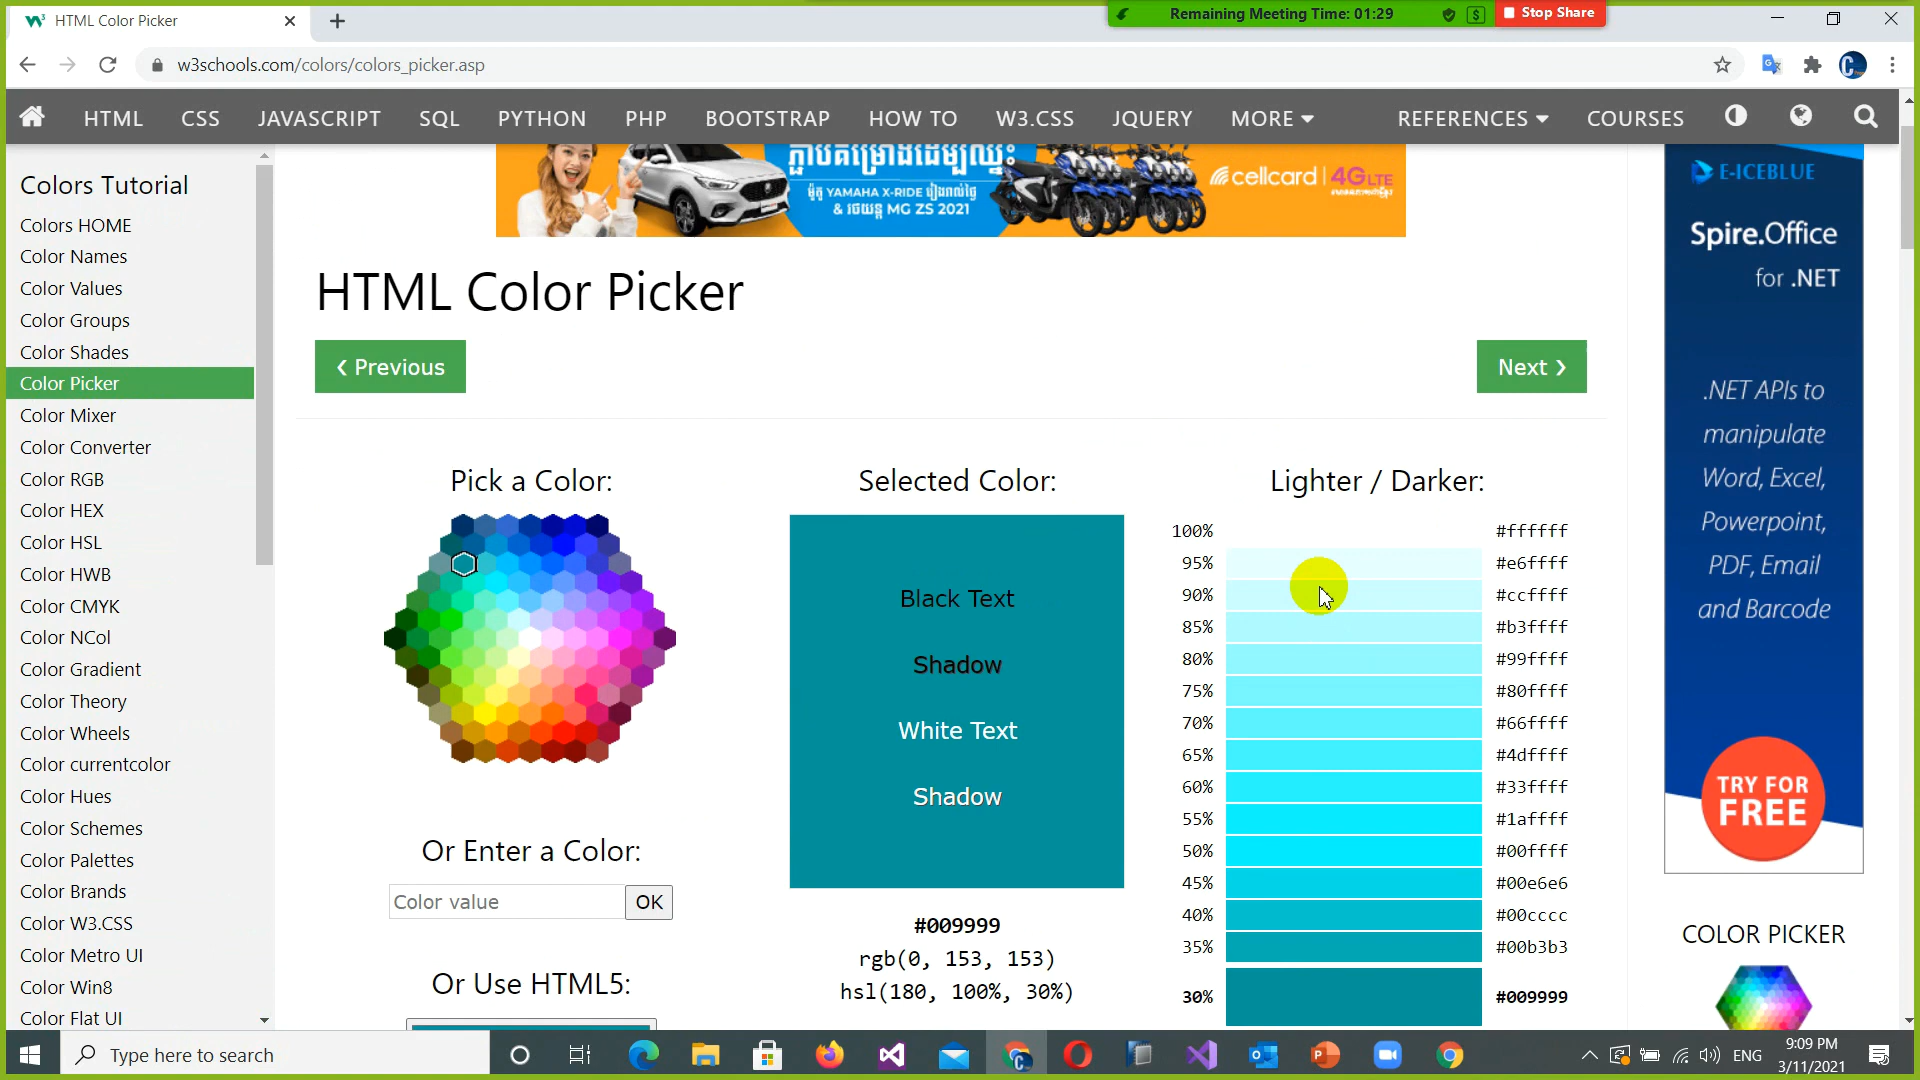 HTML Color Picker
Remaining Meeting Time: 01:29
Stop Share
w3schools.com/colors/colors_picker.asp
HTML CSS JAVASCRIPT SQL PYTHON PHP BOOTSTRAP HOW TO W3.CSS JQUERY MORE REFERENCES COURSES
Colors Tutorial
Colors HOME
Color Names
Color Values
Color Groups
Color Shades
Color Picker
Color Mixer
Color Converter
Color RGB
Color HEX
Color HSL
Color HWB
Color CMYK
Color NCol
Color Gradient
Color Theory
Color Wheels
Color currentcolor
Color Hues
Color Schemes
Color Palettes
Color Brands
Color W3.CSS
Color Metro UI
Color Win8
Color Flat UI
YAMAHA X-RIDE
MG ZS 2021
cellcard 4G LTE
HTML Color Picker
❮ Previous
Next ❯
Pick a Color:
Or Enter a Color:
Color value
OK
Or Use HTML5:
Selected Color:
Black Text
Shadow
White Text
Shadow
#009999
rgb(0, 153, 153)
hsl(180, 100%, 30%)
Lighter / Darker:
100% #ffffff
95% #e6ffff
90% #ccffff
85% #b3ffff
80% #99ffff
75% #80ffff
70% #66ffff
65% #4dffff
60% #33ffff
55% #1affff
50% #00ffff
45% #00e6e6
40% #00cccc
35% #00b3b3
30% #009999
E-ICEBLUE
Spire.Office
for .NET
.NET APIs to
manipulate
Word, Excel,
Powerpoint,
PDF, Email
and Barcode
TRY FOR
FREE
COLOR PICKER
Type here to search
ENG
9:09 PM
3/11/2021